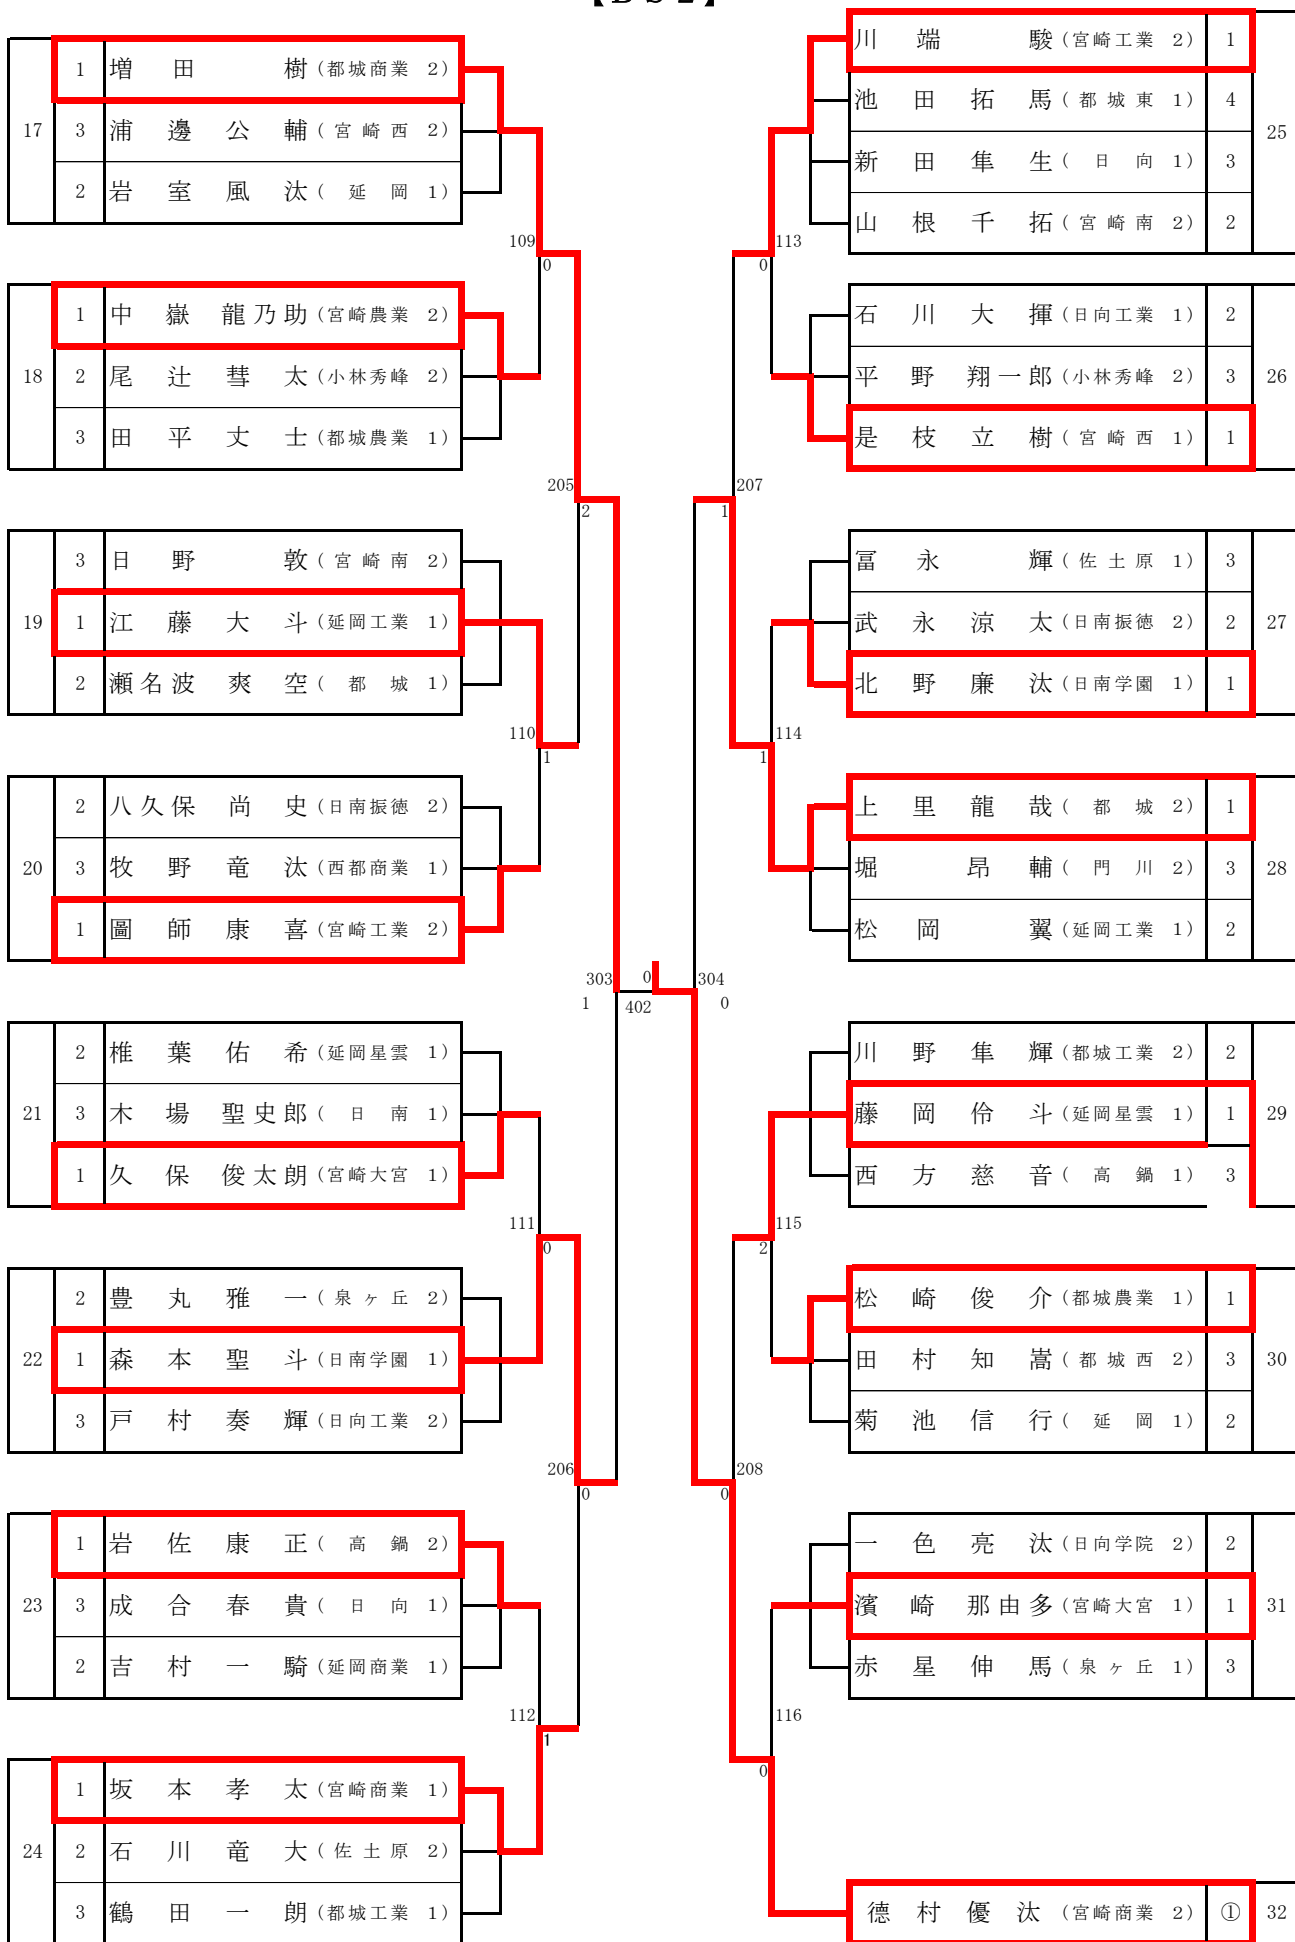 【ＢＳ２】
17
1 増田 樹 (都城商業 2)
3 浦邊公輔 (宮崎西 2)
2 岩室風汰 (延岡 1)
109
0
18
1 中嶽龍乃助 (宮崎農業 2)
2 尾辻彗太 (小林秀峰 2)
3 田平丈士 (都城農業 1)
205
2
19
3 日野 敦 (宮崎南 2)
1 江藤大斗 (延岡工業 1)
2 瀬名波爽空 (都城 1)
110
1
20
2 八久保尚史 (日南振徳 2)
3 牧野竜汰 (西都商業 1)
1 圖師康喜 (宮崎工業 2)
303
1
0
402
304
0
21
2 椎葉佑希 (延岡星雲 1)
3 木場聖史郎 (日南 1)
1 久保俊太朗 (宮崎大宮 1)
111
0
22
2 豊丸雅一 (泉ヶ丘 2)
1 森本聖斗 (日南学園 1)
3 戸村奏輝 (日向工業 2)
206
0
23
1 岩佐康正 (高鍋 2)
3 成合春貴 (日向 1)
2 吉村一騎 (延岡商業 1)
112
1
24
1 坂本孝太 (宮崎商業 1)
2 石川竜大 (佐土原 2)
3 鶴田一朗 (都城工業 1)
川端 駿 (宮崎工業 2) 1
池田拓馬 (都城東 1) 4
新田隼生 (日向 1) 3
山根千拓 (宮崎南 2) 2
25
113
0
石川大揮 (日向工業 1) 2
平野翔一郎 (小林秀峰 2) 3
是枝立樹 (宮崎西 1) 1
26
207
1
冨永 輝 (佐土原 1) 3
武永涼太 (日南振徳 2) 2
北野廉汰 (日南学園 1) 1
27
114
1
上里龍哉 (都城 2) 1
堀 昂輔 (門川 2) 3
松岡 翼 (延岡工業 1) 2
28
川野隼輝 (都城工業 2) 2
藤岡伶斗 (延岡星雲 1) 1
西方慈音 (高鍋 1) 3
29
115
2
松崎俊介 (都城農業 1) 1
田村知嵩 (都城西 2) 3
菊池信行 (延岡 1) 2
30
208
0
一色亮汰 (日向学院 2) 2
濱崎那由多 (宮崎大宮 1) 1
赤星伸馬 (泉ヶ丘 1) 3
31
116
0
德村優汰 (宮崎商業 2) ①
32